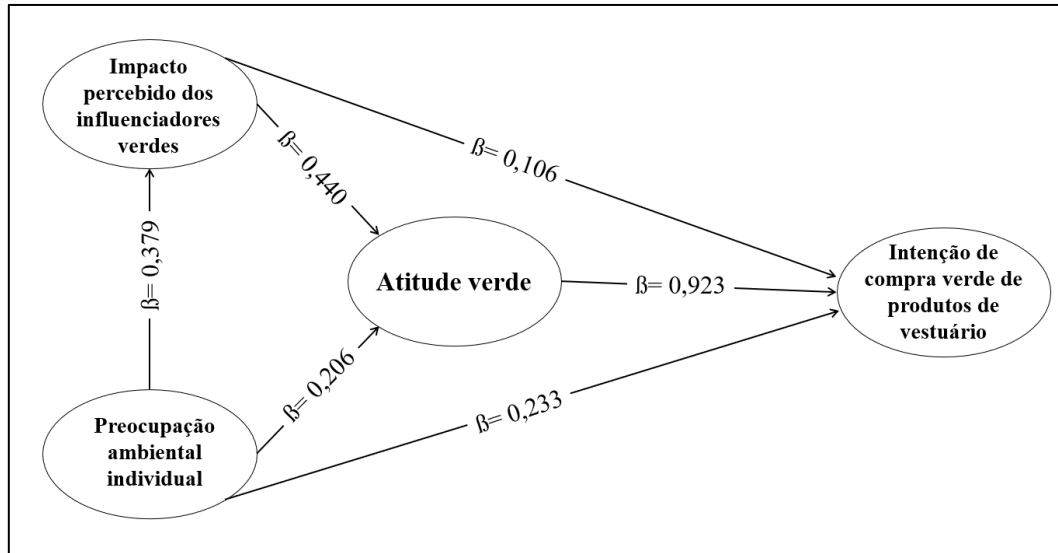 Impacto
percebido dos
influenciadores
verdes
ß= 0,440
ß= 0,106
ß= 0,379
Atitude verde
ß= 0,923
Intenção de
compra verde de
produtos de
vestuário
ß= 0,206
ß= 0,233
Preocupação
ambiental
individual